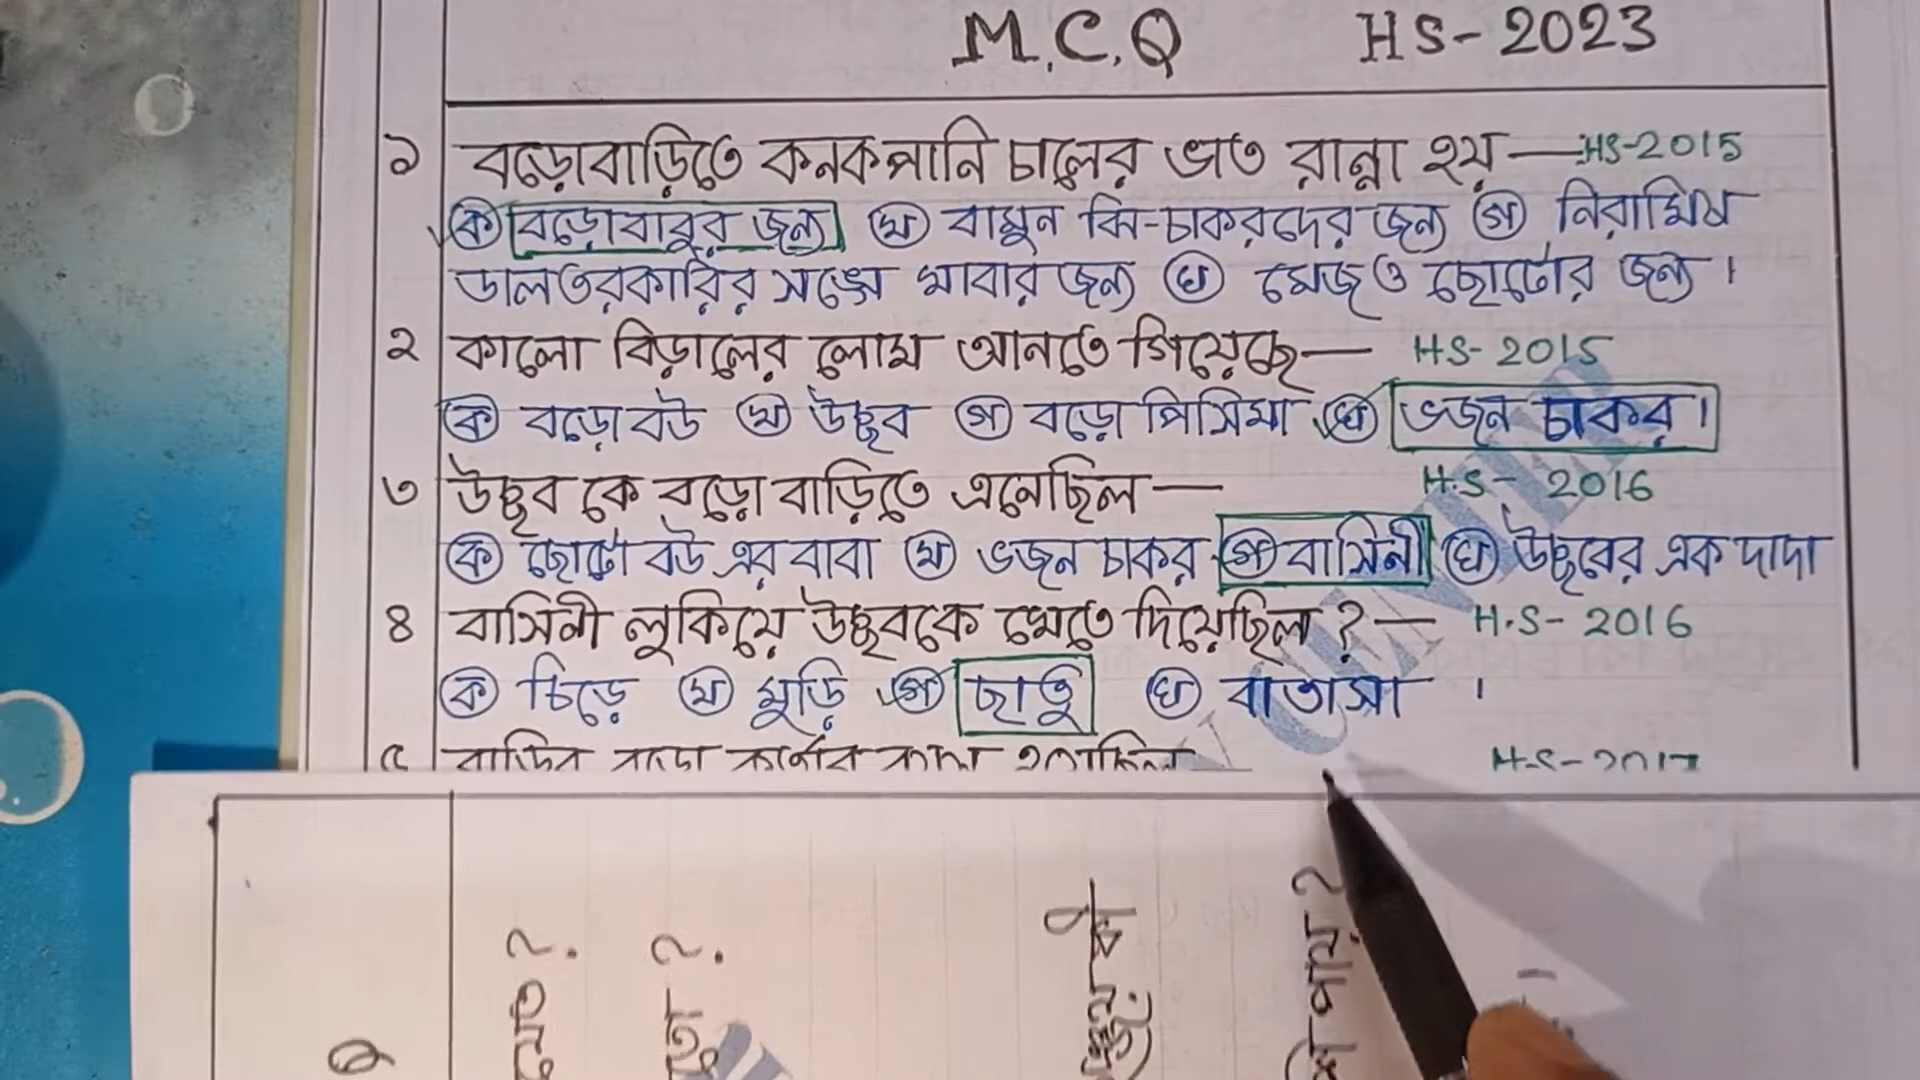 M.C.Q HS-2023
১ বড়োবাড়িতে কনকপানি চালের ভাত রান্না হয় — HS-2015
ক বড়োবাবুর জন্য খ বামুন ঝি-চাকরদের জন্য গ নিরামিষ
ডালতরকারির সঙ্গে খাবার জন্য ঘ মেজ ও ছোটোর জন্য।
২ কালো বিড়ালের লোম আনতে গিয়েছে — HS-2015
ক বড়ো বউ খ উচ্ছব গ বড়ো পিসিমা ঘ ভজন চাকর।
৩ উচ্ছব কে বড়ো বাড়িতে এনেছিল — H.S- 2016
ক ছোটো বউ এর বাবা খ ভজন চাকর গ বাসিনী ঘ উচ্ছবের এক দাদা
৪ বাসিনী লুকিয়ে উচ্ছবকে খেতে দিয়েছিল ? — H.S- 2016
ক চিড়ে খ মুড়ি গ ছাতু ঘ বাতাসা ।
৫ H.S-2017